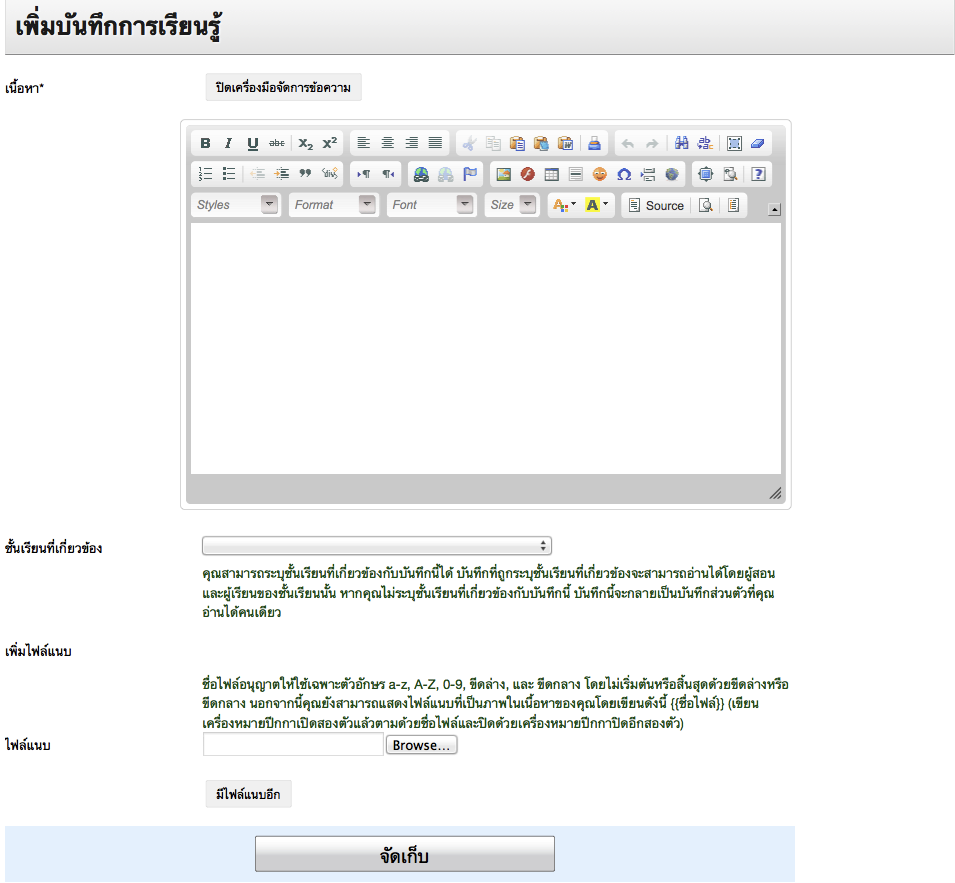 เพิ่มบันทึกการเรียนรู้
เนื้อหา*
ปิดเครื่องมือจัดการข้อความ
B I U abc X₂ X²
Styles Format Font Size A A Source
ชั้นเรียนที่เกี่ยวข้อง
คุณสามารถระบุชั้นเรียนที่เกี่ยวข้องกับบันทึกนี้ได้ บันทึกที่ถูกระบุชั้นเรียนที่เกี่ยวข้องจะสามารถอ่านได้โดยผู้สอน
และผู้เรียนของชั้นเรียนนั้น หากคุณไม่ระบุชั้นเรียนที่เกี่ยวข้องกับบันทึกนี้ บันทึกนี้จะกลายเป็นบันทึกส่วนตัวที่คุณ
อ่านได้คนเดียว
เพิ่มไฟล์แนบ
ชื่อไฟล์อนุญาตให้ใช้เฉพาะตัวอักษร a-z, A-Z, 0-9, ขีดล่าง, และ ขีดกลาง โดยไม่เริ่มต้นหรือสิ้นสุดด้วยขีดล่างหรือ
ขีดกลาง นอกจากนี้คุณยังสามารถแสดงไฟล์แนบที่เป็นภาพในเนื้อหาของคุณโดยเขียนดังนี้ {{ชื่อไฟล์}} (เขียน
เครื่องหมายปีกกาเปิดสองตัวแล้วตามด้วยชื่อไฟล์และปิดด้วยเครื่องหมายปีกกาปิดอีกสองตัว)
ไฟล์แนบ
Browse...
มีไฟล์แนบอีก
จัดเก็บ